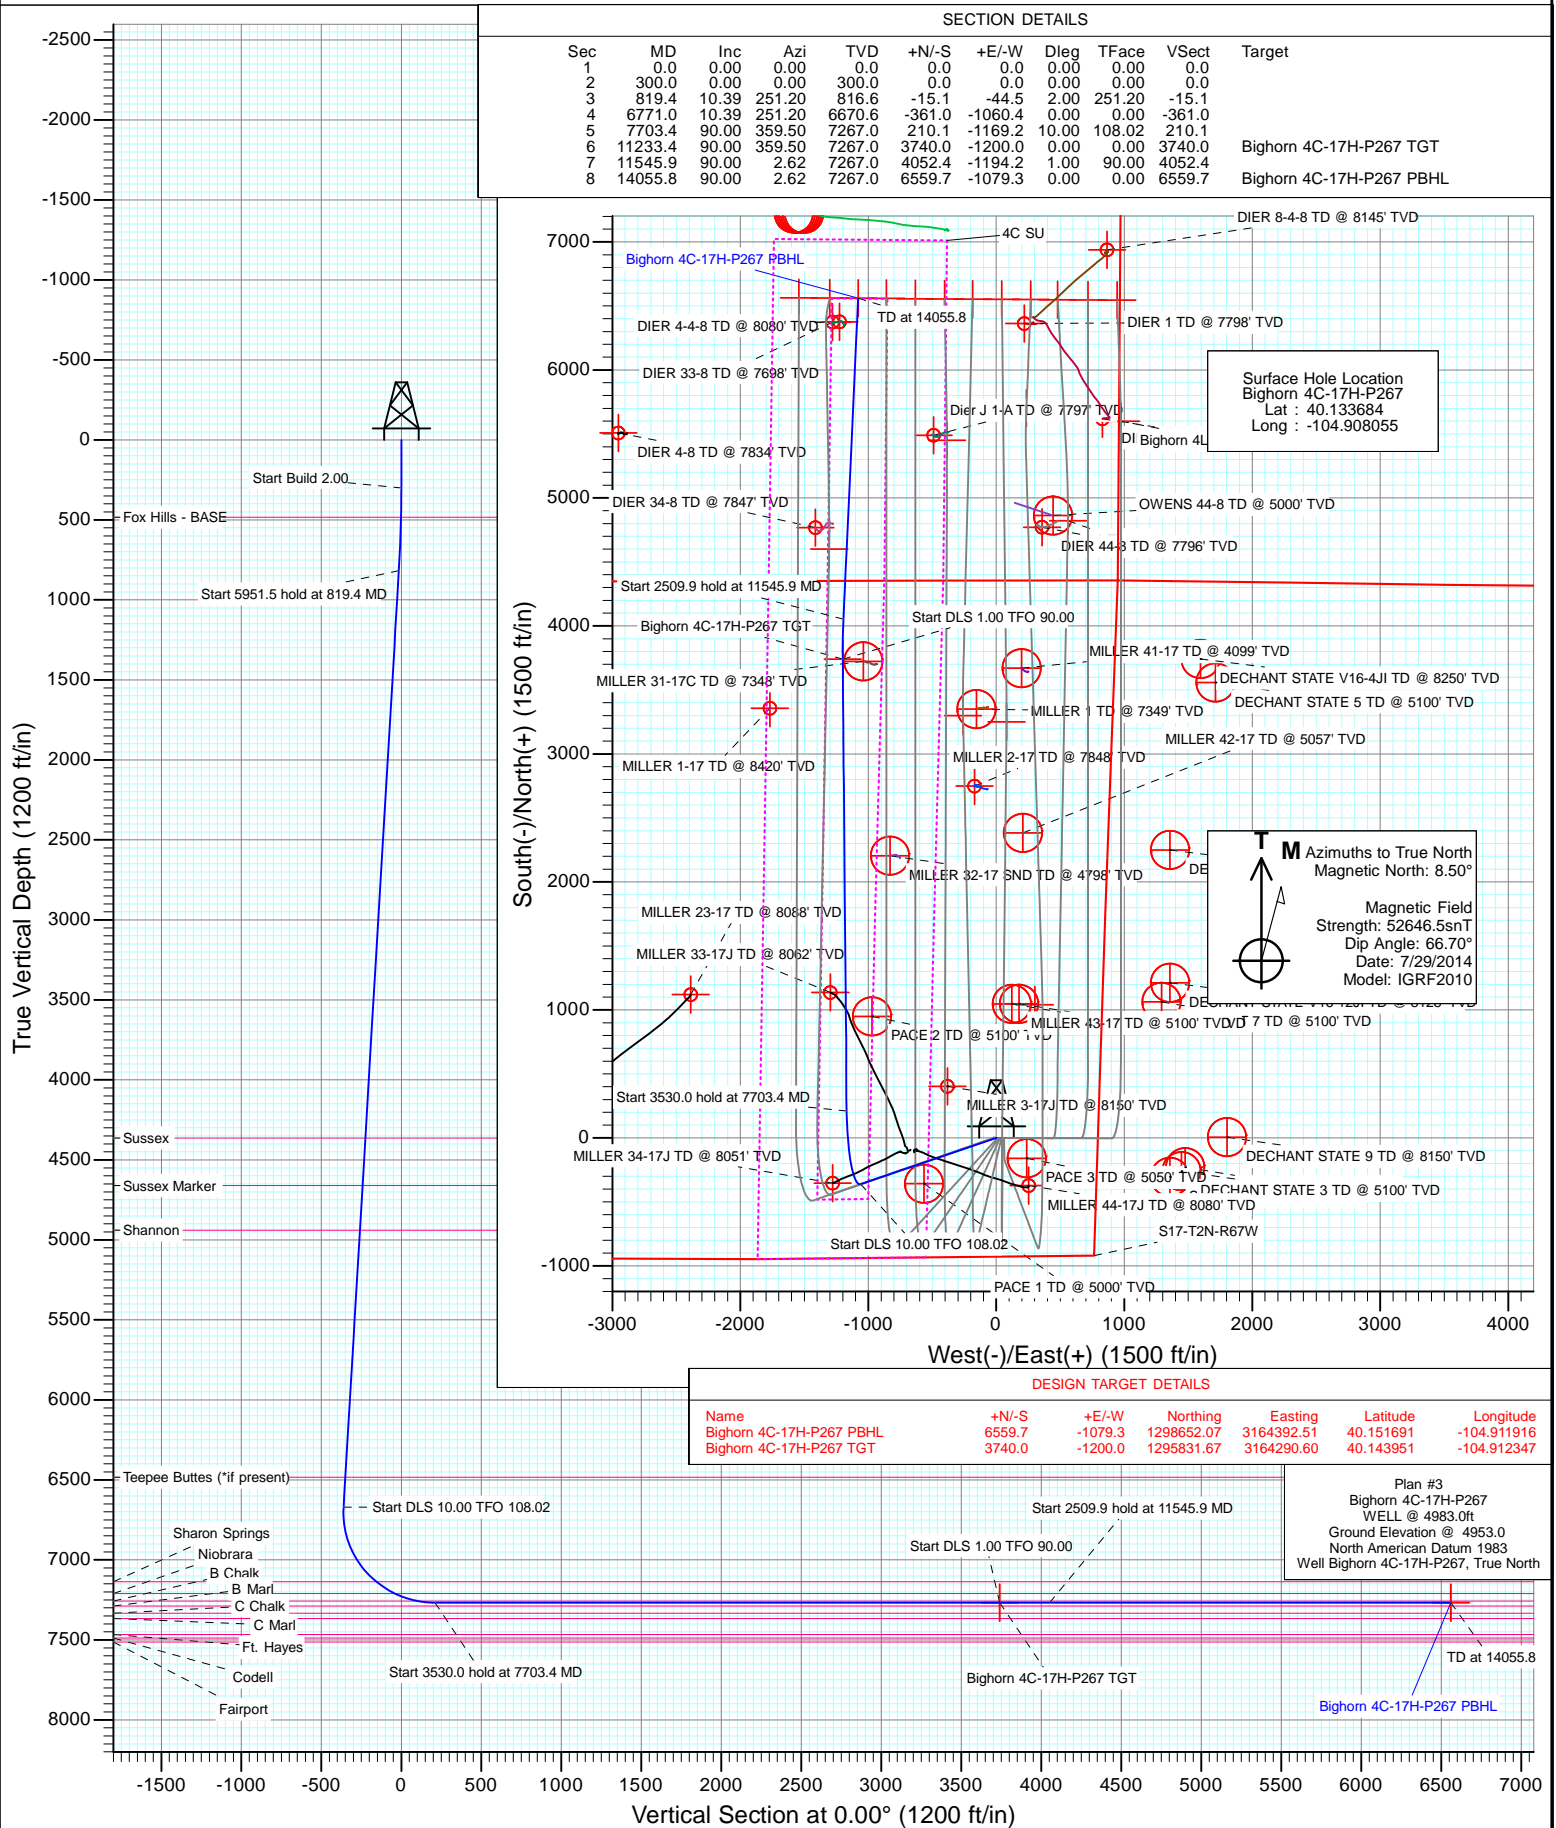 SECTION DETAILS
Sec MD Inc Azi TVD +N/-S +E/-W Dleg TFace VSect Target
1 0.0 0.00 0.00 0.0 0.0 0.0 0.00 0.00 0.0
2 300.0 0.00 0.00 300.0 0.0 0.0 0.00 0.00 0.0
3 819.4 10.39 251.20 816.6 -15.1 -44.5 2.00 251.20 -15.1
4 6771.0 10.39 251.20 6670.6 -361.0 -1060.4 0.00 0.00 -361.0
5 7703.4 90.00 359.50 7267.0 210.1 -1169.2 10.00 108.02 210.1
6 11233.4 90.00 359.50 7267.0 3740.0 -1200.0 0.00 0.00 3740.0 Bighorn 4C-17H-P267 TGT
7 11545.9 90.00 2.62 7267.0 4052.4 -1194.2 1.00 90.00 4052.4
8 14055.8 90.00 2.62 7267.0 6559.7 -1079.3 0.00 0.00 6559.7 Bighorn 4C-17H-P267 PBHL
True Vertical Depth (1200 ft/in)
-2500
-2000
-1500
-1000
-500
0
500
1000
1500
2000
2500
3000
3500
4000
4500
5000
5500
6000
6500
7000
7500
8000
Start Build 2.00
Fox Hills - BASE
Start 5951.5 hold at 819.4 MD
Sussex
Sussex Marker
Shannon
Teepee Buttes (*if present)
Start DLS 10.00 TFO 108.02
Sharon Springs
Niobrara
B Chalk
B Marl
C Chalk
C Marl
Ft. Hayes
Codell
Fairport
Start 3530.0 hold at 7703.4 MD
Start DLS 1.00 TFO 90.00
Start 2509.9 hold at 11545.9 MD
Bighorn 4C-17H-P267 TGT
TD at 14055.8
Bighorn 4C-17H-P267 PBHL
-1500 -1000 -500 0 500 1000 1500 2000 2500 3000 3500 4000 4500 5000 5500 6000 6500 7000
Vertical Section at 0.00° (1200 ft/in)
South(-)/North(+) (1500 ft/in)
7000
6000
5000
4000
3000
2000
1000
0
-1000
DIER 8-4-8 TD @ 8145' TVD
4C SU
Bighorn 4C-17H-P267 PBHL
TD at 14055.8
DIER 4-4-8 TD @ 8080' TVD
DIER 1 TD @ 7798' TVD
DIER 33-8 TD @ 7698' TVD
Dier J 1-A TD @ 7797' TVD
DI
Bighorn 4L
DIER 4-8 TD @ 7834' TVD
DIER 34-8 TD @ 7847' TVD
OWENS 44-8 TD @ 5000' TVD
DIER 44-8 TD @ 7796' TVD
Start 2509.9 hold at 11545.9 MD
Start DLS 1.00 TFO 90.00
Bighorn 4C-17H-P267 TGT
MILLER 41-17 TD @ 4099' TVD
MILLER 31-17C TD @ 7348' TVD
DECHANT STATE V16-4JI TD @ 8250' TVD
DECHANT STATE 5 TD @ 5100' TVD
MILLER 1 TD @ 7349' TVD
MILLER 42-17 TD @ 5057' TVD
MILLER 2-17 TD @ 7848' TVD
MILLER 1-17 TD @ 8420' TVD
MILLER 32-17 SND TD @ 4798' TVD
DE
MILLER 23-17 TD @ 8088' TVD
MILLER 33-17J TD @ 8062' TVD
MILLER 43-17 TD @ 5100' TVD
7 TD @ 5100' TVD
PACE 2 TD @ 5100' TVD
Start 3530.0 hold at 7703.4 MD
MILLER 3-17J TD @ 8150' TVD
MILLER 34-17J TD @ 8051' TVD
DECHANT STATE 9 TD @ 8150' TVD
PACE 3 TD @ 5050' TVD
DECHANT STATE 3 TD @ 5100' TVD
MILLER 44-17J TD @ 8080' TVD
S17-T2N-R67W
Start DLS 10.00 TFO 108.02
PACE 1 TD @ 5000' TVD
-3000 -2000 -1000 0 1000 2000 3000 4000
West(-)/East(+) (1500 ft/in)
Surface Hole Location
Bighorn 4C-17H-P267
Lat : 40.133684
Long : -104.908055
T
M
Azimuths to True North
Magnetic North: 8.50°
Magnetic Field
Strength: 52646.5snT
Dip Angle: 66.70°
Date: 7/29/2014
Model: IGRF2010
DESIGN TARGET DETAILS
Name +N/-S +E/-W Northing Easting Latitude Longitude
Bighorn 4C-17H-P267 PBHL 6559.7 -1079.3 1298652.07 3164392.51 40.151691 -104.911916
Bighorn 4C-17H-P267 TGT 3740.0 -1200.0 1295831.67 3164290.60 40.143951 -104.912347
Plan #3
Bighorn 4C-17H-P267
WELL @ 4983.0ft
Ground Elevation @ 4953.0
North American Datum 1983
Well Bighorn 4C-17H-P267, True North